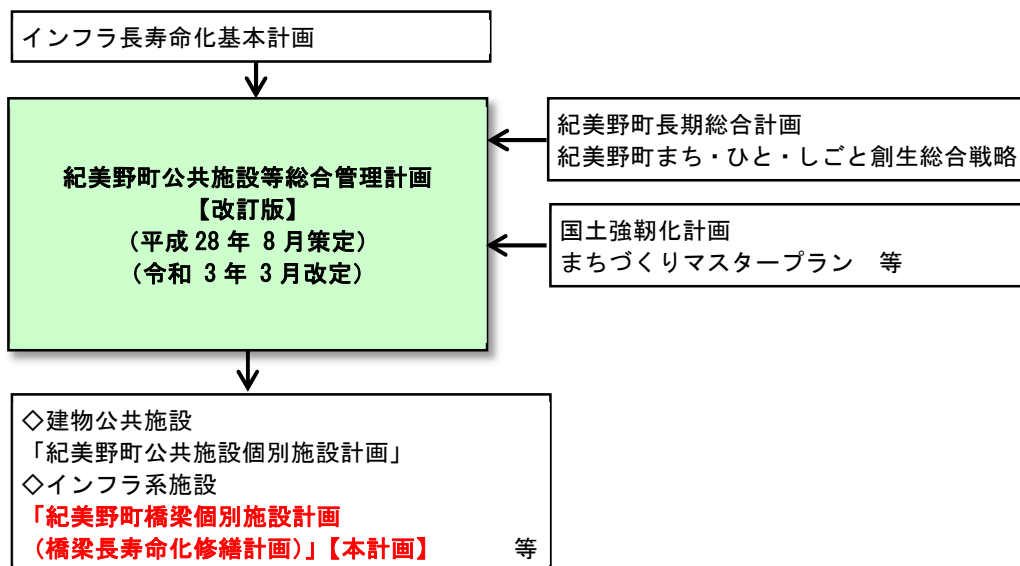 インフラ長寿命化基本計画
紀美野町公共施設等総合管理計画
【改訂版】
（平成 28 年 8 月策定）
（令和 3 年 3 月改定）
紀美野町長期総合計画
紀美野町まち・ひと・しごと創生総合戦略
国土強靭化計画
まちづくりマスタープラン　等
◇建物公共施設
「紀美野町公共施設個別施設計画」
◇インフラ系施設
「紀美野町橋梁個別施設計画
（橋梁長寿命化修繕計画）」【本計画】　等